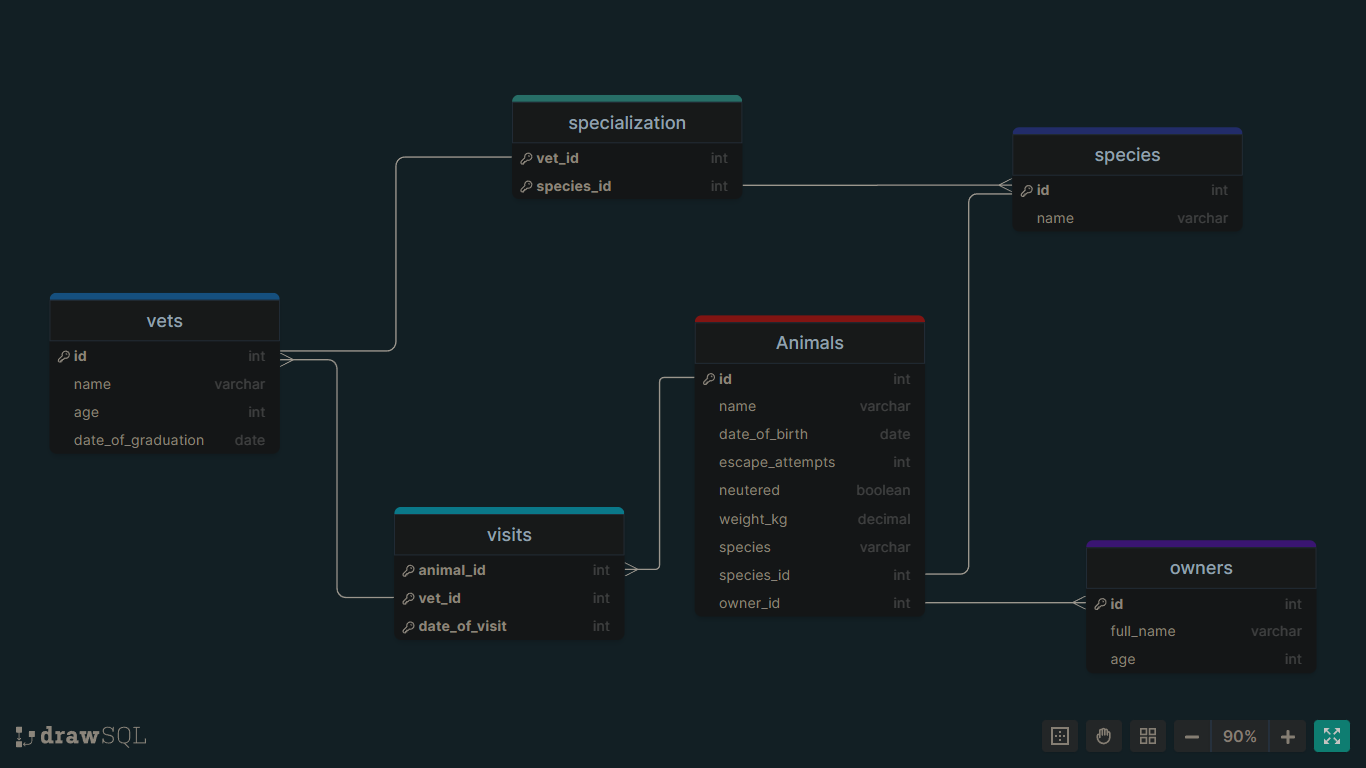 specialization
vet_id int
species_id int
species
id int
name varchar
vets
id int
name varchar
age int
date_of_graduation date
Animals
id int
name varchar
date_of_birth date
escape_attempts int
neutered boolean
weight_kg decimal
species varchar
species_id int
owner_id int
visits
animal_id int
vet_id int
date_of_visit int
owners
id int
full_name varchar
age int
drawSQL
90%